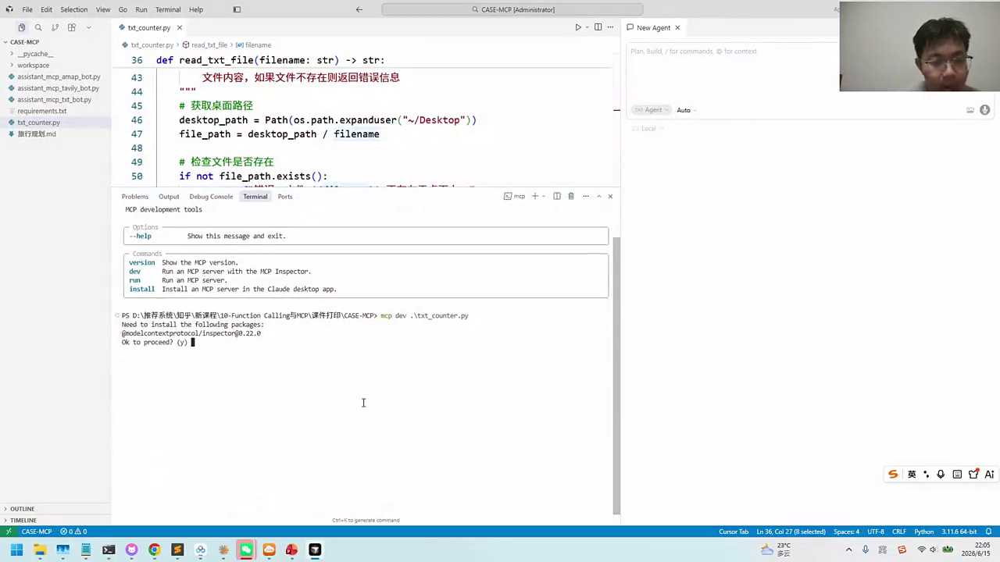 File Edit Selection View Go Run Terminal Help
CASE-MCP [Administrator]
CASE-MCP
__pycache__
workspace
assistant_mcp_amap_bot.py
assistant_mcp_tavily_bot.py
assistant_mcp_txt_bot.py
requirements.txt
txt_counter.py
旅行规划.md
OUTLINE
TIMELINE
txt_counter.py
txt_counter.py > read_txt_file > filename
36 def read_txt_file(filename: str) -> str:
43 文件内容，如果文件不存在则返回错误信息
44 """
45 # 获取桌面路径
46 desktop_path = Path(os.path.expanduser("~/Desktop"))
47 file_path = desktop_path / filename
48
49 # 检查文件是否存在
50 if not file_path.exists():
Problems Output Debug Console Terminal Ports
mcp
MCP development tools
Options
--help Show this message and exit.
Commands
version Show the MCP version.
dev Run an MCP server with the MCP Inspector.
run Run an MCP server.
install Install an MCP server in the Claude desktop app.
PS D:\推荐系统\知乎\新课程\10-Function Calling与MCP\课件打印\CASE-MCP> mcp dev .\txt_counter.py
Need to install the following packages:
@modelcontextprotocol/inspector@0.22.0
Ok to proceed? (y)
Ctrl+K to generate command
New Agent
Plan, Build, / for commands, @ for context
Agent
Auto
Local
英
CASE-MCP 0 0
Cursor Tab Ln 36, Col 27 (8 selected) Spaces: 4 UTF-8 CRLF Python 3.11.6 64-bit
23°C
多云
22:05
2026/6/15